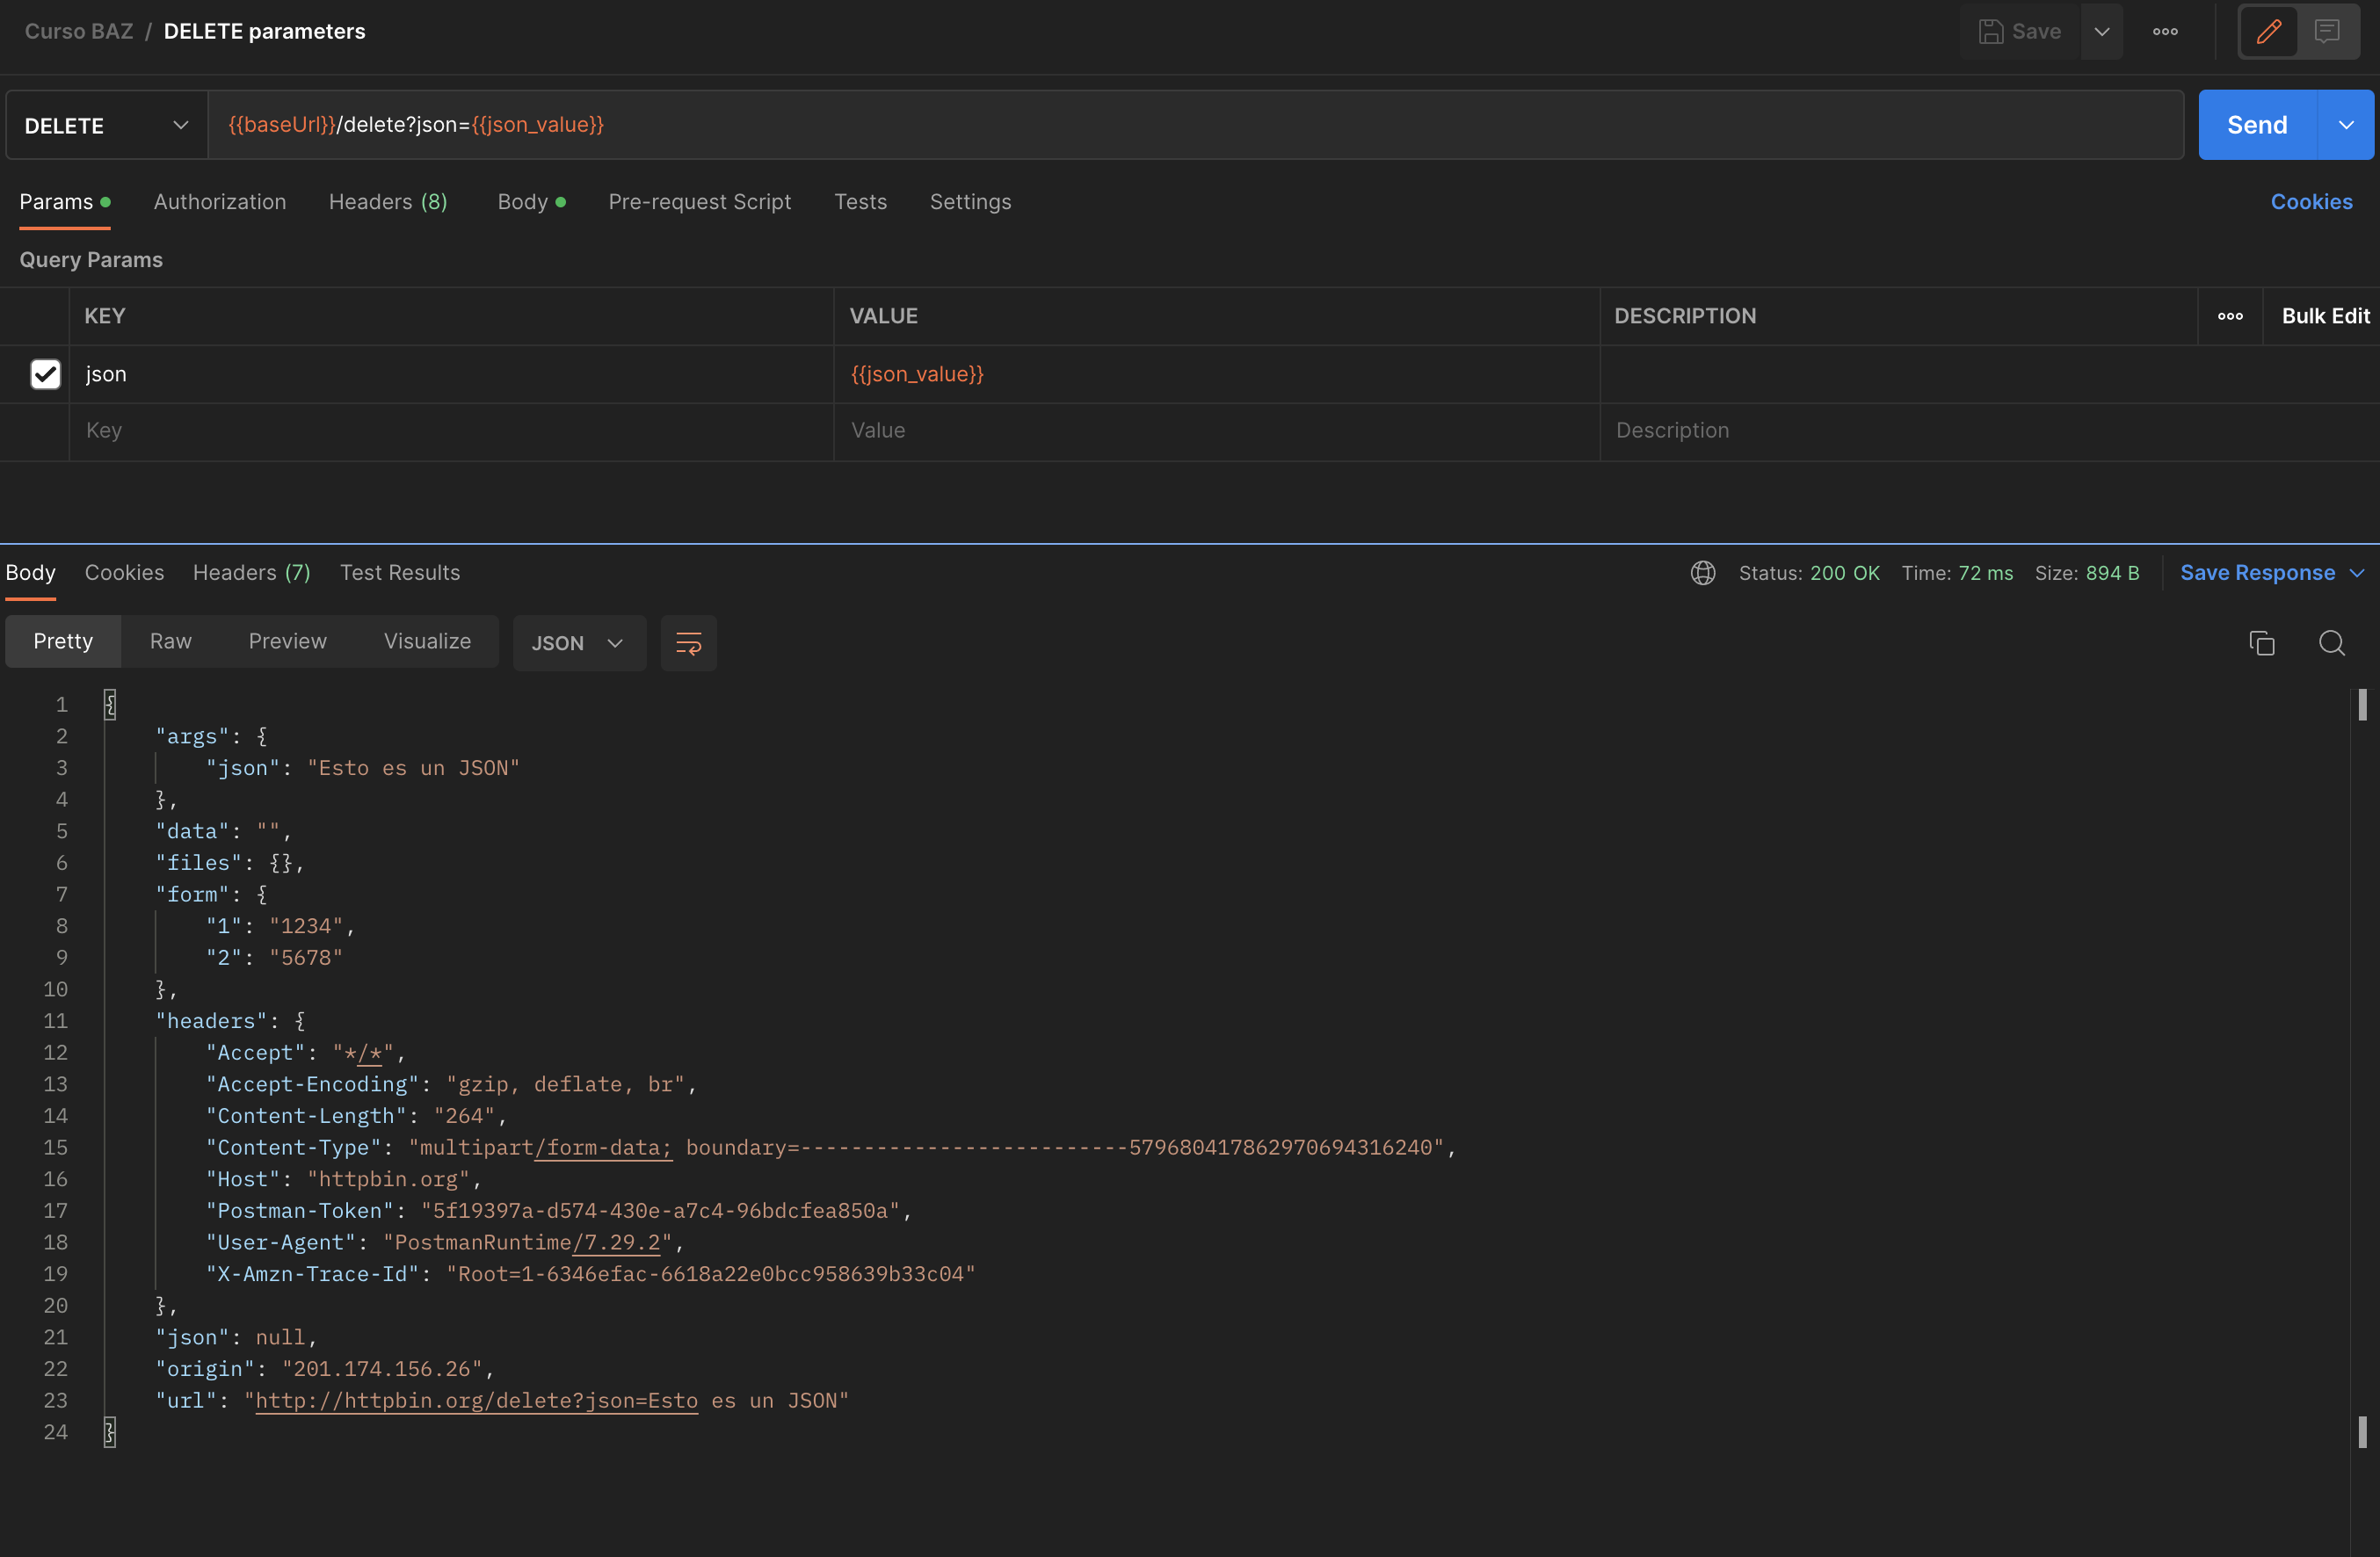 Curso BAZ / DELETE parameters
Save
DELETE
{{baseUrl}}/delete?json={{json_value}}
Send
Params
Authorization
Headers (8)
Body
Pre-request Script
Tests
Settings
Cookies
Query Params
KEY VALUE DESCRIPTION Bulk Edit
json {{json_value}}
Key Value Description
Body
Cookies
Headers (7)
Test Results
Status: 200 OK Time: 72 ms Size: 894 B
Save Response
Pretty
Raw
Preview
Visualize
JSON
1 {
2 "args": {
3 "json": "Esto es un JSON"
4 },
5 "data": "",
6 "files": {},
7 "form": {
8 "1": "1234",
9 "2": "5678"
10 },
11 "headers": {
12 "Accept": "*/*",
13 "Accept-Encoding": "gzip, deflate, br",
14 "Content-Length": "264",
15 "Content-Type": "multipart/form-data; boundary=--------------------------579680417862970694316240",
16 "Host": "httpbin.org",
17 "Postman-Token": "5f19397a-d574-430e-a7c4-96bdcfea850a",
18 "User-Agent": "PostmanRuntime/7.29.2",
19 "X-Amzn-Trace-Id": "Root=1-6346efac-6618a22e0bcc958639b33c04"
20 },
21 "json": null,
22 "origin": "201.174.156.26",
23 "url": "http://httpbin.org/delete?json=Esto es un JSON"
24 }